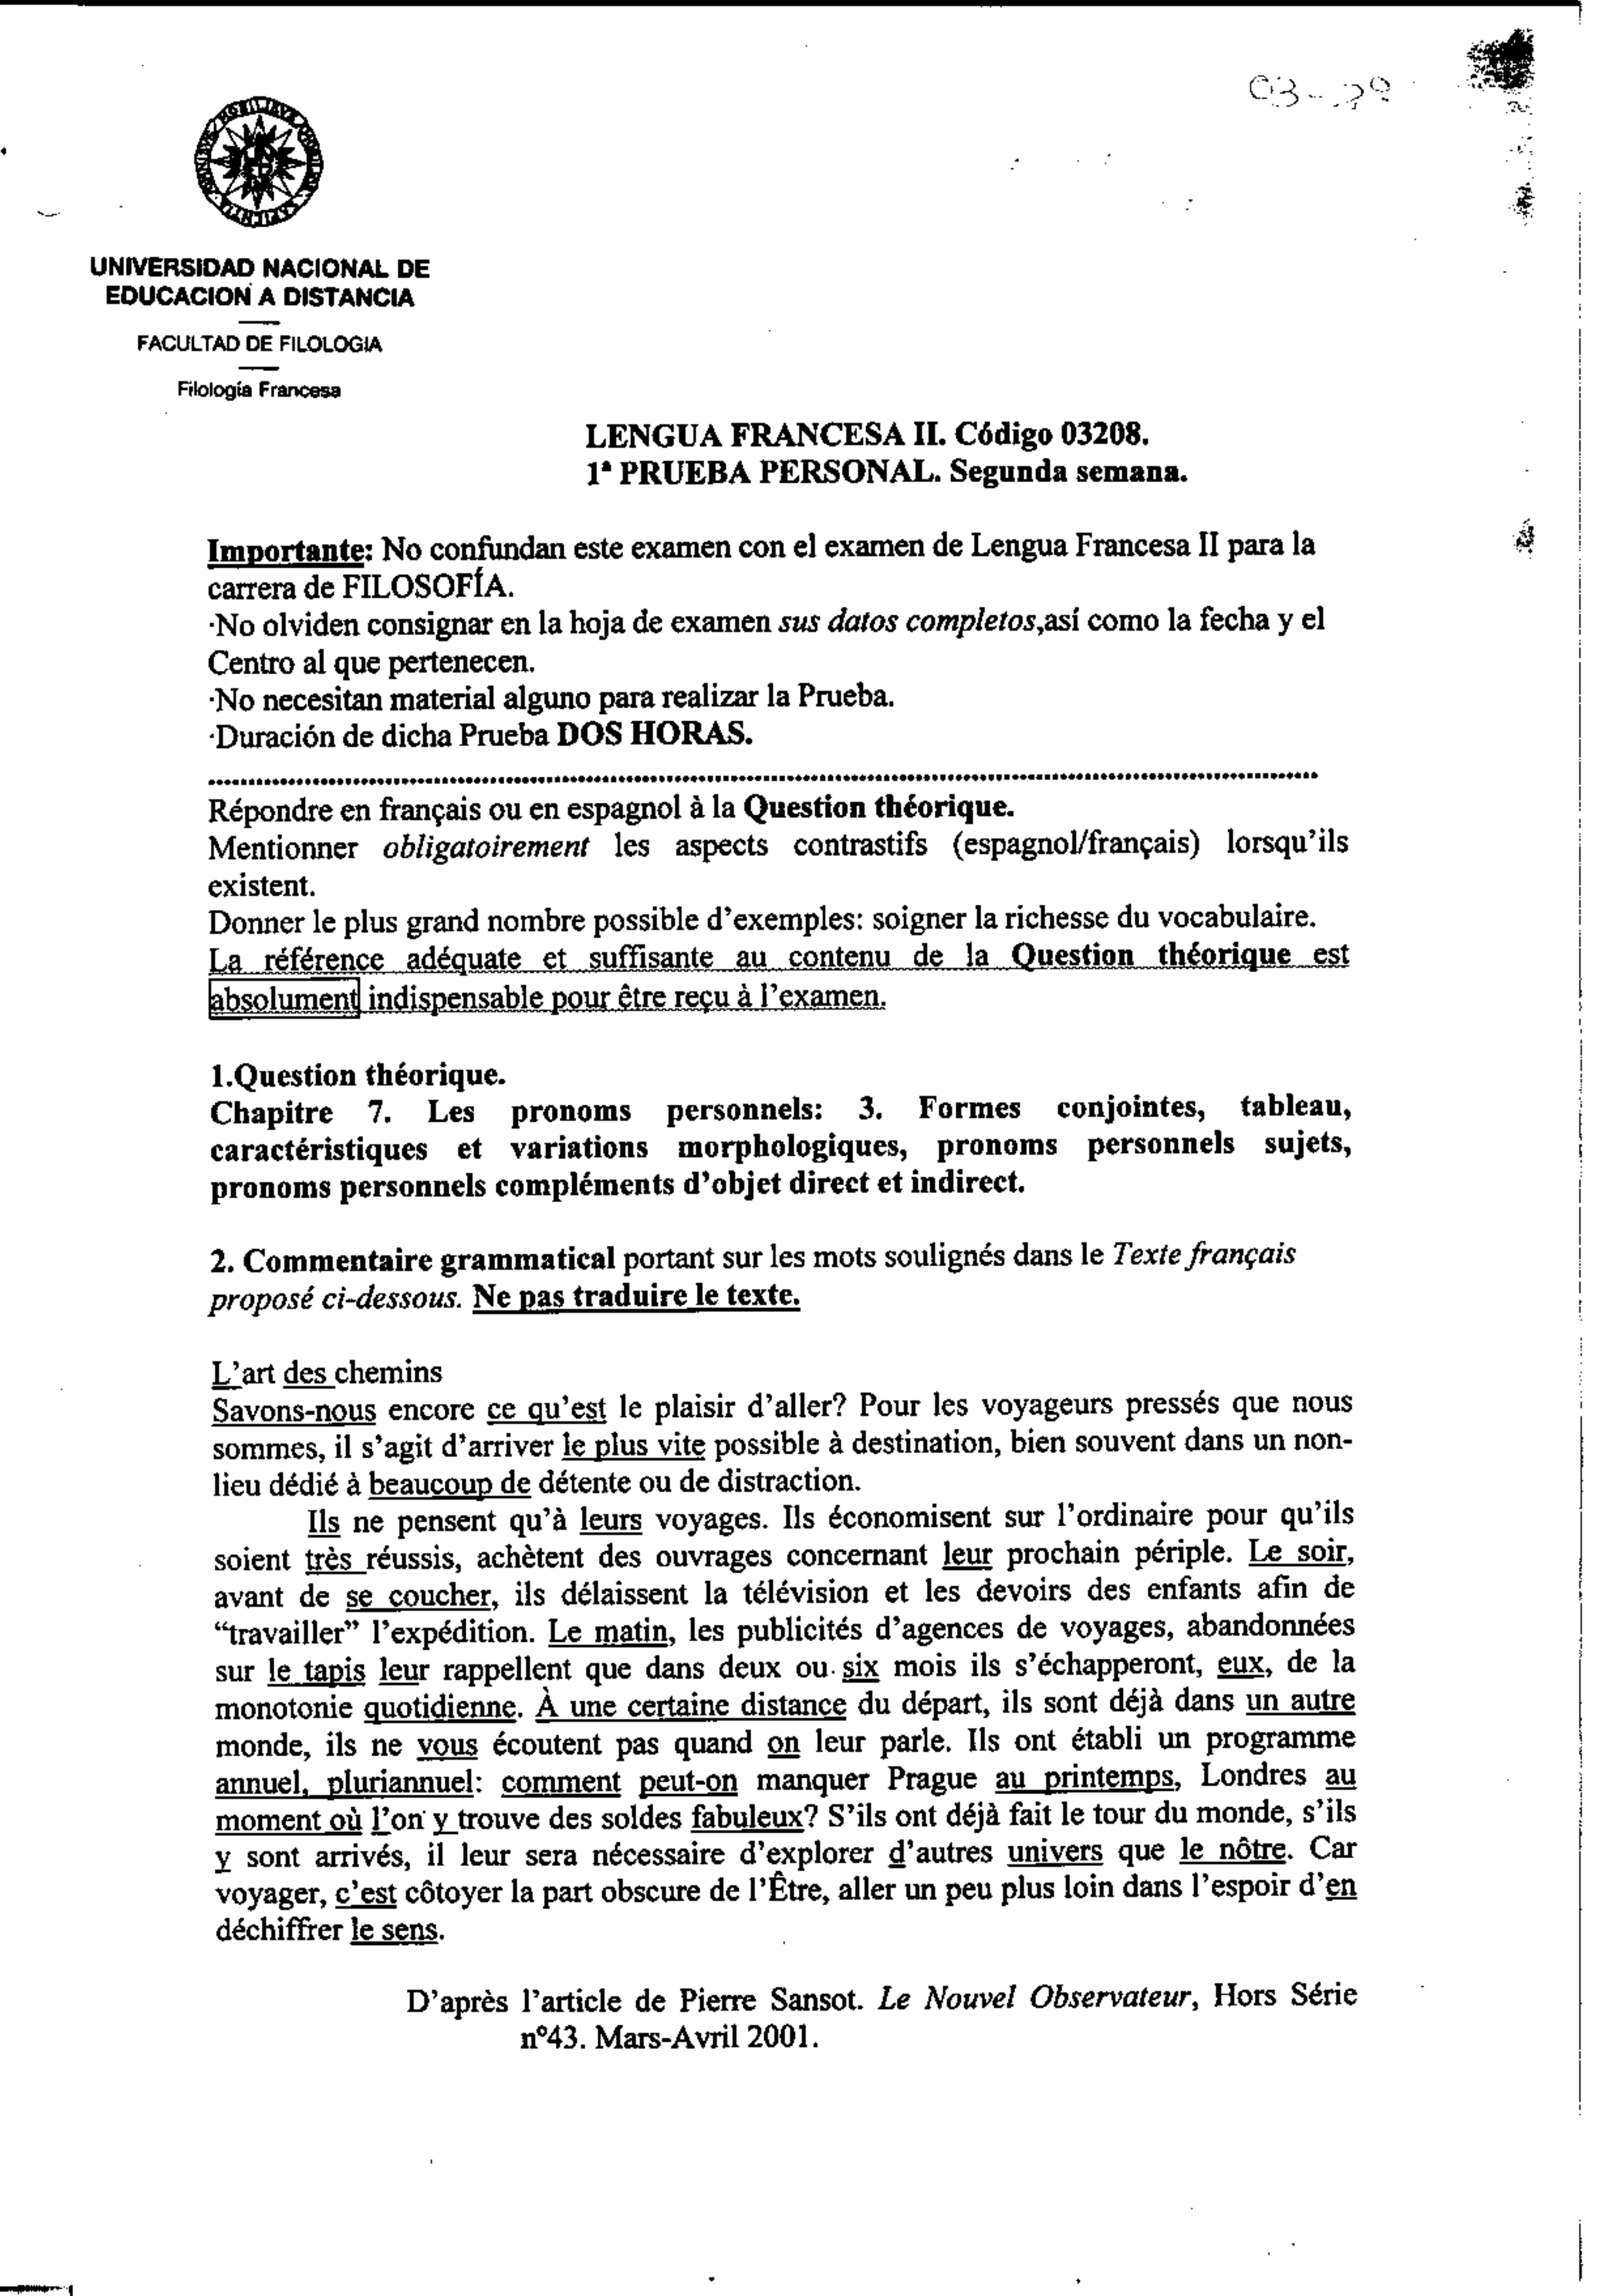 UNIVERSIDAD NACIONAL DE
EDUCACION A DISTANCIA
FACULTAD DE FILOLOGIA
Filología Francesa
LENGUA FRANCESA II. Código 03208.
1ª PRUEBA PERSONAL. Segunda semana.
Importante: No confundan este examen con el examen de Lengua Francesa II para la
carrera de FILOSOFÍA.
·No olviden consignar en la hoja de examen sus datos completos,así como la fecha y el
Centro al que pertenecen.
·No necesitan material alguno para realizar la Prueba.
·Duración de dicha Prueba DOS HORAS.
Répondre en français ou en espagnol à la Question théorique.
Mentionner obligatoirement les aspects contrastifs (espagnol/français) lorsqu'ils
existent.
Donner le plus grand nombre possible d'exemples: soigner la richesse du vocabulaire.
La référence adéquate et suffisante au contenu de la Question théorique est
absolument indispensable pour être reçu à l'examen.
1.Question théorique.
Chapitre 7. Les pronoms personnels: 3. Formes conjointes, tableau,
caractéristiques et variations morphologiques, pronoms personnels sujets,
pronoms personnels compléments d'objet direct et indirect.
2. Commentaire grammatical portant sur les mots soulignés dans le Texte français
proposé ci-dessous. Ne pas traduire le texte.
L'art des chemins
Savons-nous encore ce qu'est le plaisir d'aller? Pour les voyageurs pressés que nous
sommes, il s'agit d'arriver le plus vite possible à destination, bien souvent dans un non-
lieu dédié à beaucoup de détente ou de distraction.
Ils ne pensent qu'à leurs voyages. Ils économisent sur l'ordinaire pour qu'ils
soient très réussis, achètent des ouvrages concernant leur prochain périple. Le soir,
avant de se coucher, ils délaissent la télévision et les devoirs des enfants afin de
“travailler” l'expédition. Le matin, les publicités d'agences de voyages, abandonnées
sur le tapis leur rappellent que dans deux ou six mois ils s'échapperont, eux, de la
monotonie quotidienne. À une certaine distance du départ, ils sont déjà dans un autre
monde, ils ne vous écoutent pas quand on leur parle. Ils ont établi un programme
annuel, pluriannuel: comment peut-on manquer Prague au printemps, Londres au
moment où l'on y trouve des soldes fabuleux? S'ils ont déjà fait le tour du monde, s'ils
y sont arrivés, il leur sera nécessaire d'explorer d'autres univers que le nôtre. Car
voyager, c'est côtoyer la part obscure de l'Être, aller un peu plus loin dans l'espoir d'en
déchiffrer le sens.
D'après l'article de Pierre Sansot. Le Nouvel Observateur, Hors Série
nº43. Mars-Avril 2001.